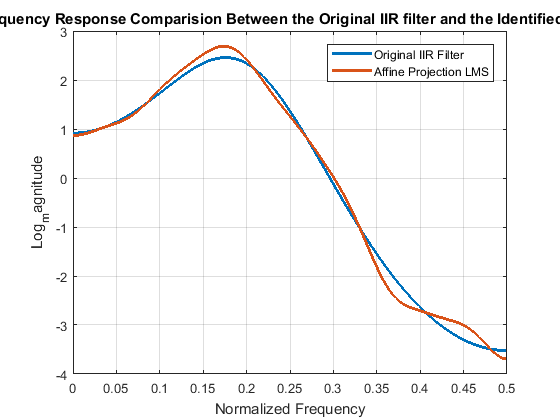 quency Response Comparision Between the Original IIR filter and the Identified
3
2
1
0
-1
-2
-3
-4
Log_m agnitude
Original IIR Filter
Affine Projection LMS
0 0.05 0.1 0.15 0.2 0.25 0.3 0.35 0.4 0.45 0.5
Normalized Frequency